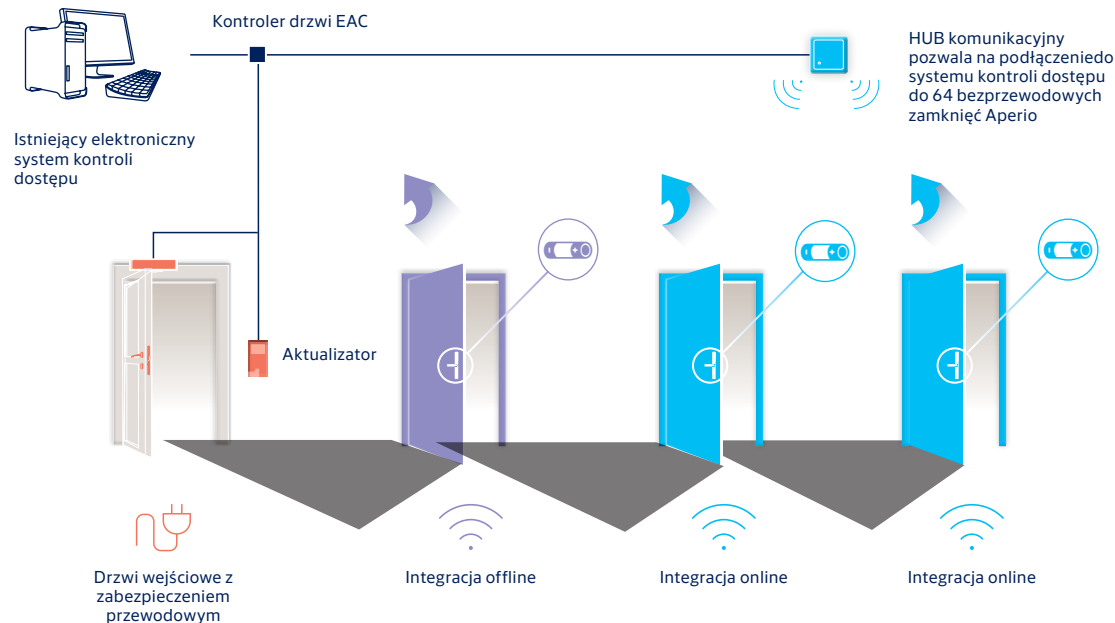 Kontroler drzwi EAC
HUB komunikacyjny
pozwala na podłączeniedo
systemu kontroli dostępu
do 64 bezprzewodowych
zamknięć Aperio
Istniejący elektroniczny
system kontroli
dostępu
Aktualizator
Drzwi wejściowe z
zabezpieczeniem
przewodowym
Integracja offline
Integracja online
Integracja online